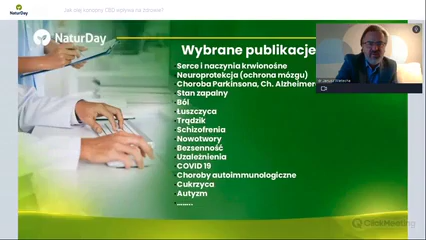 NaturDay
Jak olej konopny CBD wpływa na zdrowie?
NaturDay
Wybrane publikacje
Serce i naczynia krwionośne
Neuroprotekcja (ochrona mózgu)
Choroba Parkinsona, Ch. Alzheimer
Stan zapalny
Ból
Łuszczyca
Trądzik
Schizofrenia
Nowotwory
Bezsenność
Uzależnienia
COVID 19
Choroby autoimmunologiczne
Cukrzyca
Autyzm
........
ClickMeeting